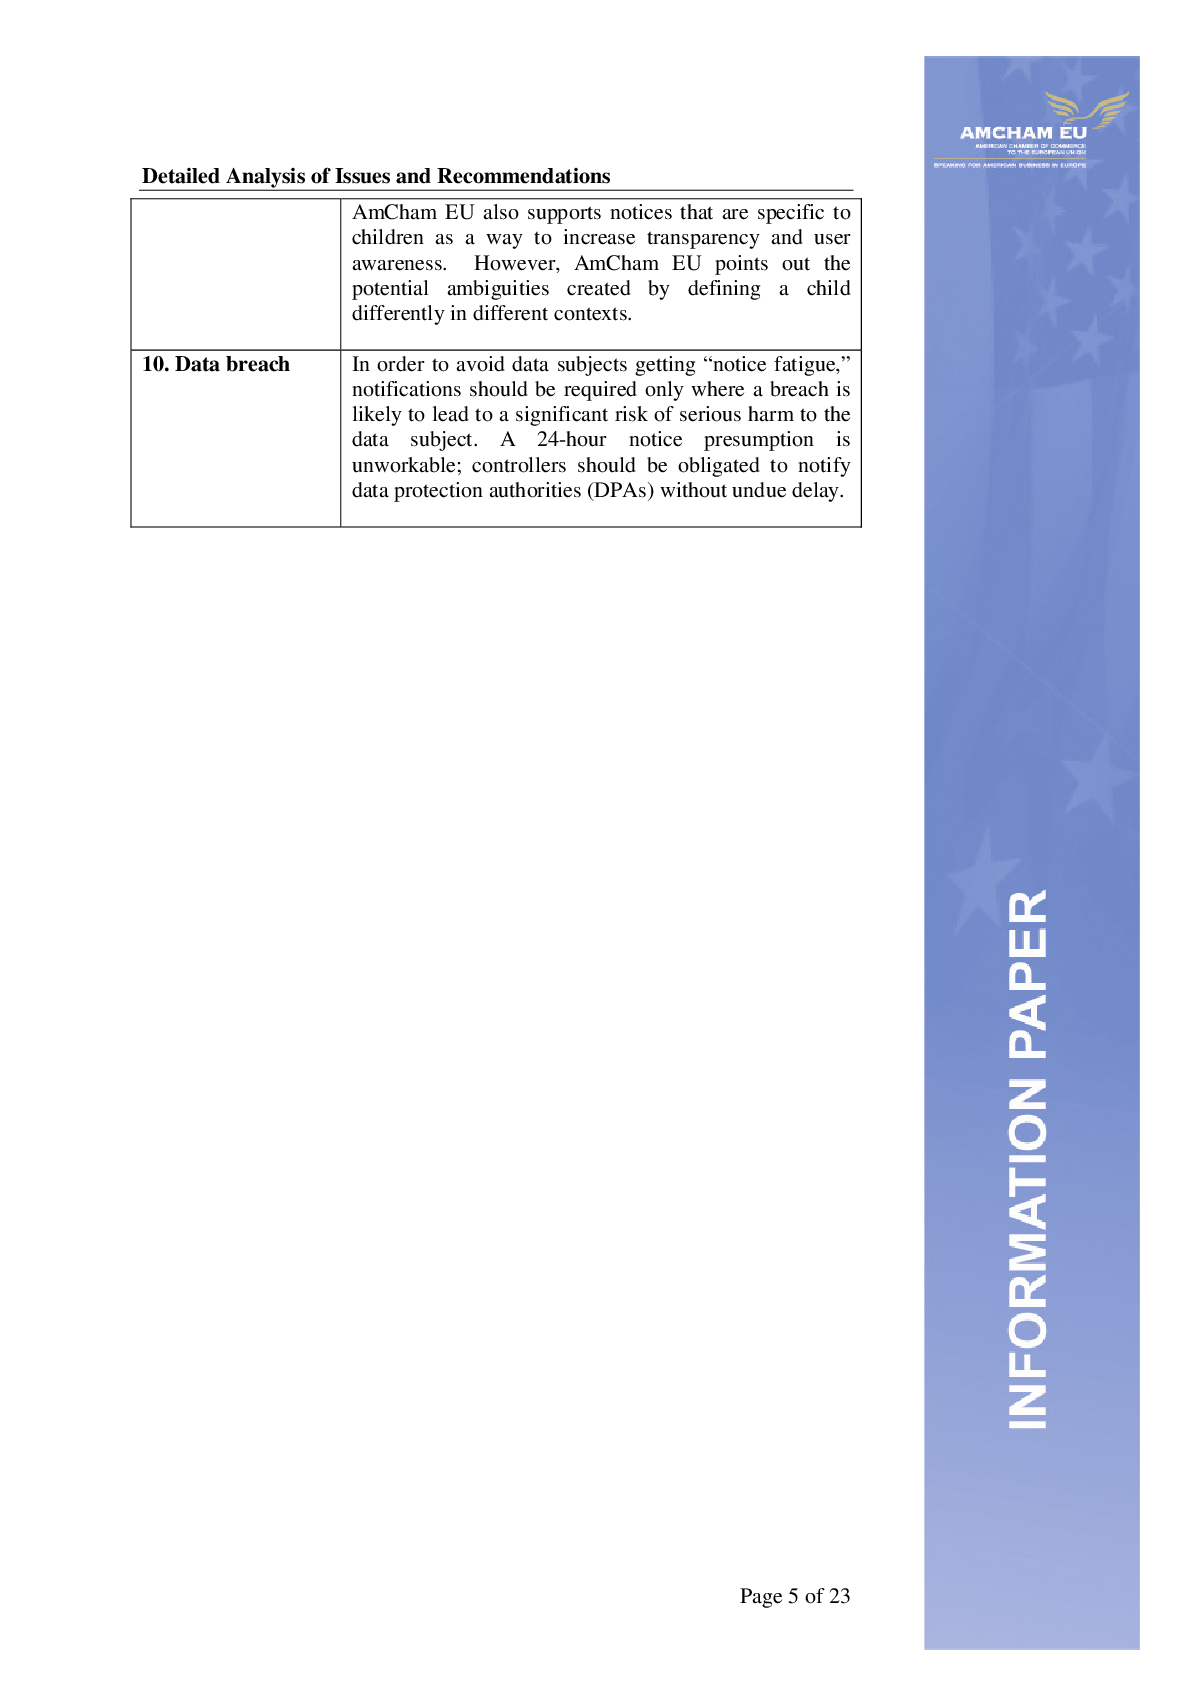 AMCHAM EU
AMERICAN CHAMBER OF COMMERCE
TO THE EUROPEAN UNION
SPEAKING FOR AMERICAN BUSINESS IN EUROPE
Detailed Analysis of Issues and Recommendations
AmCham EU also supports notices that are specific to
children as a way to increase transparency and user
awareness. However, AmCham EU points out the
potential ambiguities created by defining a child
differently in different contexts.
10. Data breach
In order to avoid data subjects getting “notice fatigue,”
notifications should be required only where a breach is
likely to lead to a significant risk of serious harm to the
data subject. A 24-hour notice presumption is
unworkable; controllers should be obligated to notify
data protection authorities (DPAs) without undue delay.
INFORMATION PAPER
Page 5 of 23